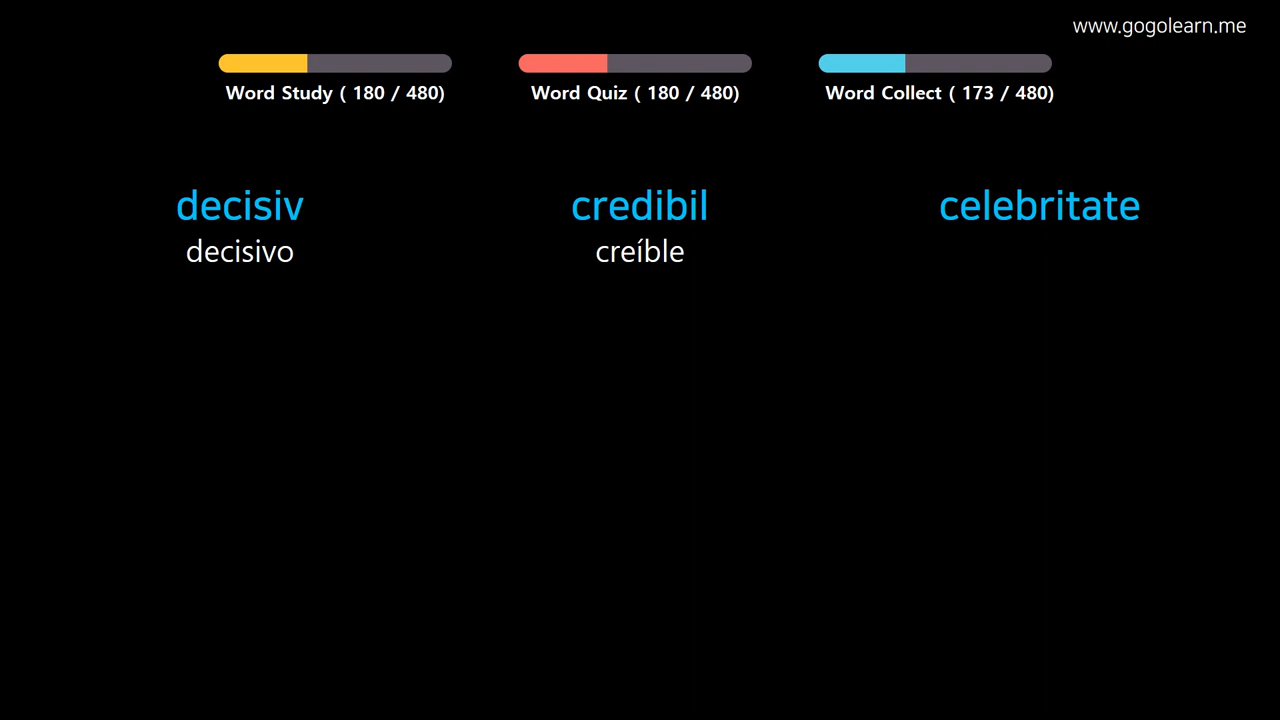 www.gogolearn.me
Word Study ( 180 / 480)
Word Quiz ( 180 / 480)
Word Collect ( 173 / 480)
decisiv
credibil
celebritate
decisivo
creíble